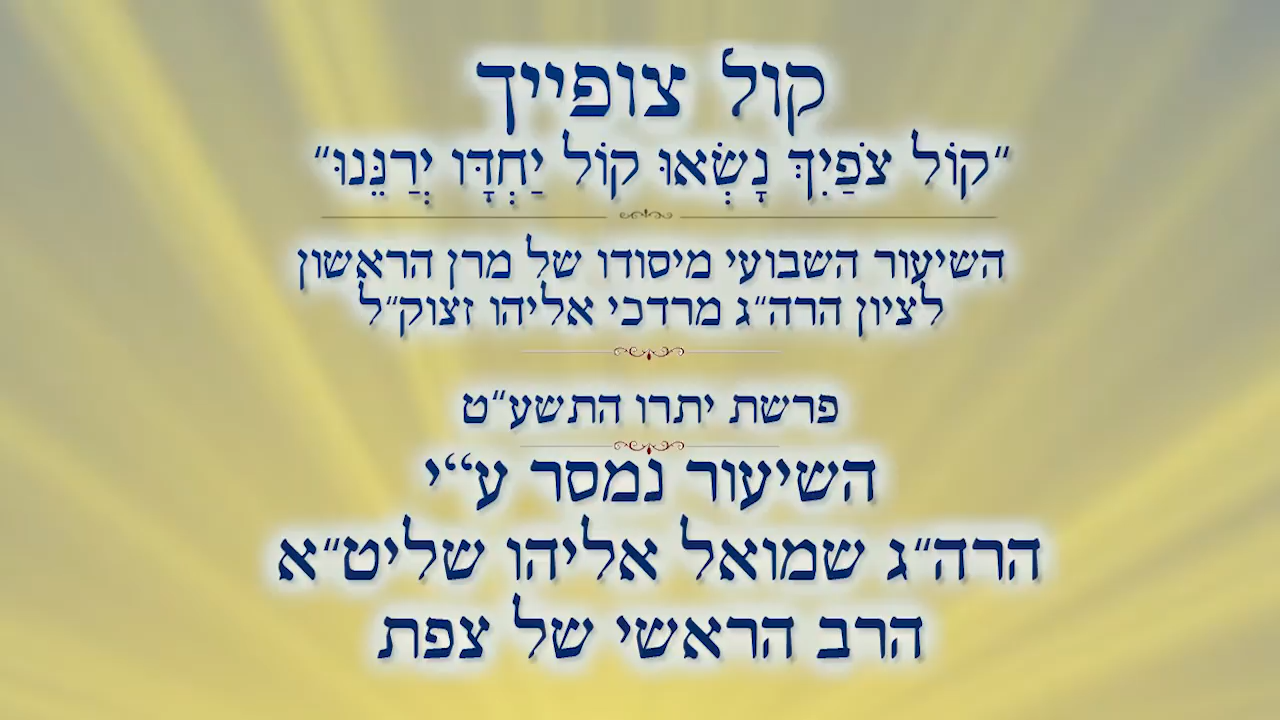 קול צופייך
"קוֹל צֹפַיִךְ נָשְׂאוּ קוֹל יַחְדָּו יְרַנֵּנוּ"
השיעור השבועי מיסודו של מרן הראשון
לציון הרה"ג מרדכי אליהו זצוק"ל
פרשת יתרו התשע"ט
השיעור נמסר ע"י
הרה"ג שמואל אליהו שליט"א
הרב הראשי של צפת